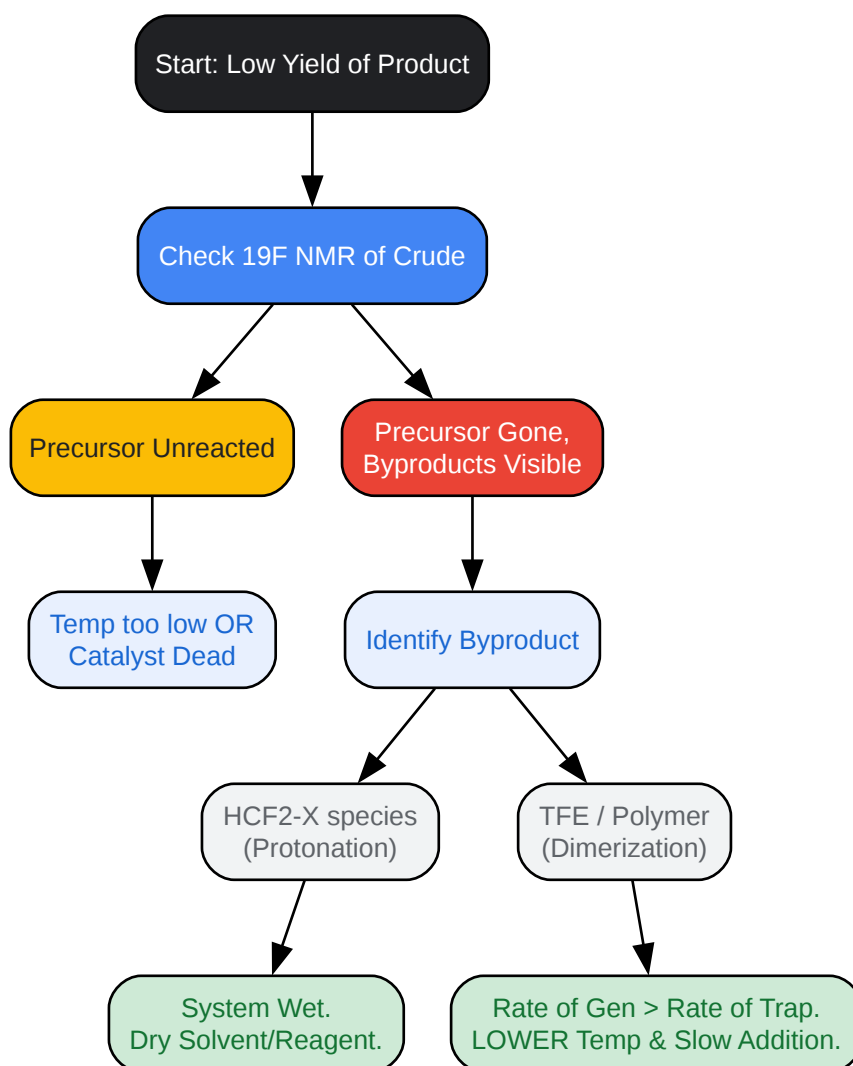 Start: Low Yield of Product
Check 19F NMR of Crude
Precursor Unreacted
Precursor Gone,
Byproducts Visible
Temp too low OR
Catalyst Dead
Identify Byproduct
HCF2-X species
(Protonation)
TFE / Polymer
(Dimerization)
System Wet.
Dry Solvent/Reagent.
Rate of Gen > Rate of Trap.
LOWER Temp & Slow Addition.